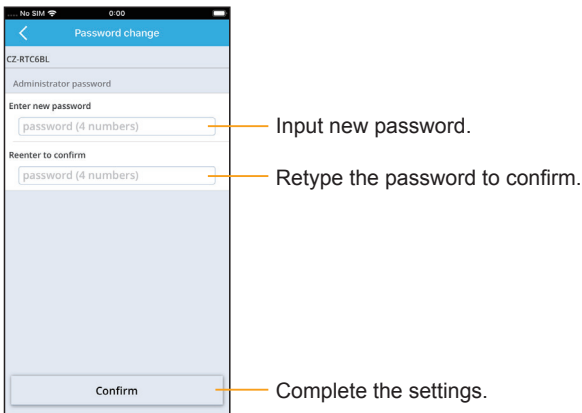 .... No SIM 0:00
Password change
CZ-RTC6BL
Administrator password
Enter new password
password (4 numbers)
Input new password.
Reenter to confirm
password (4 numbers)
Retype the password to confirm.
Confirm
Complete the settings.